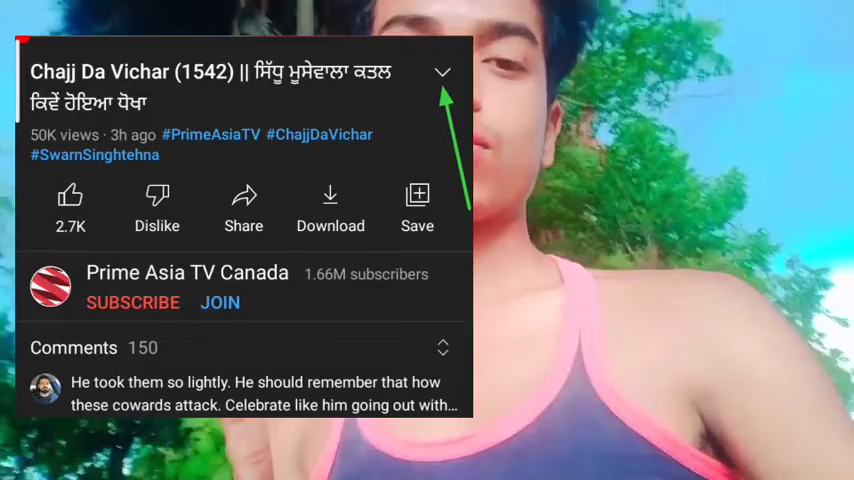 Chajj Da Vichar (1542) || ਸਿੱਧੂ ਮੂਸੇਵਾਲਾ ਕਤਲ
ਕਿਵੇਂ ਹੋਇਆ ਧੋਖਾ
50K views · 3h ago #PrimeAsiaTV #ChajjDaVichar
#SwarnSinghtehna
2.7K Dislike Share Download Save
Prime Asia TV Canada 1.66M subscribers
SUBSCRIBE JOIN
Comments 150
He took them so lightly. He should remember that how
these cowards attack. Celebrate like him going out with...